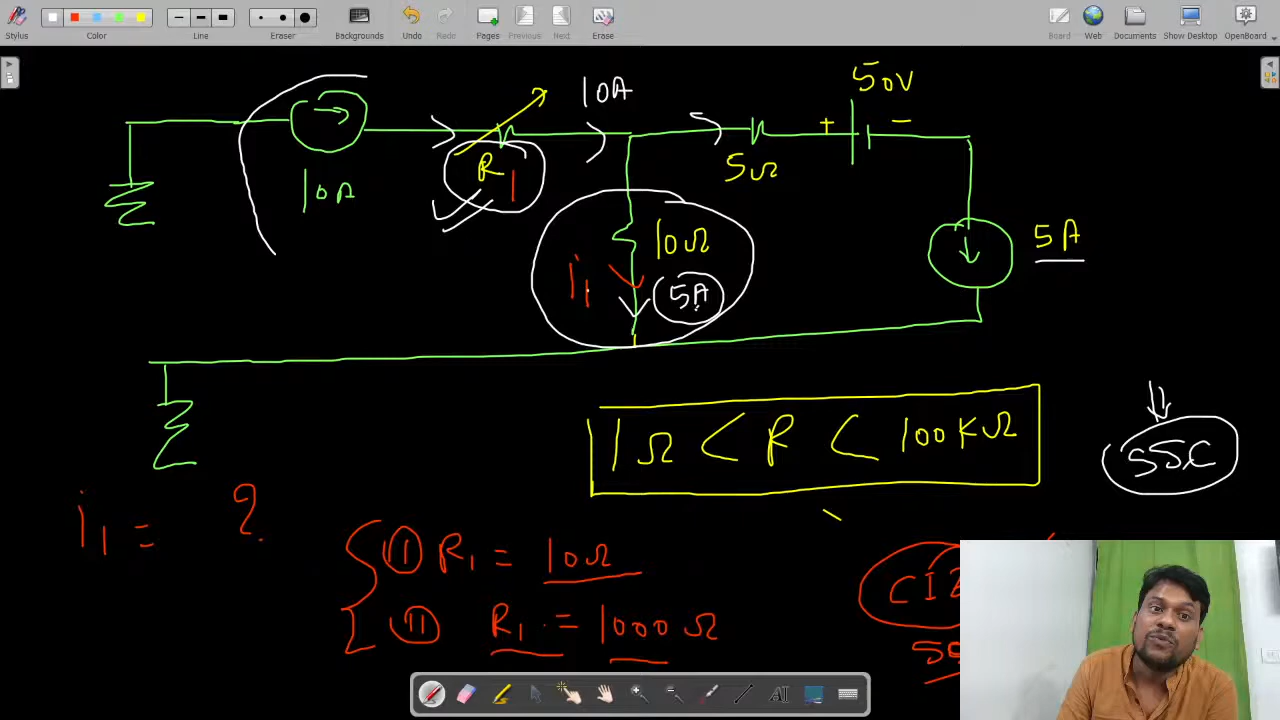 Stylus
Color
Line
Eraser
Backgrounds
Undo
Redo
Pages
Previous
Next
Erase
Board
Web
Documents
Show Desktop
OpenBoard
10A
50V
+
−
R1
5Ω
10A
10Ω
5A
i1
5A
1Ω < R < 100KΩ
SSC
i1 = ?
① R1 = 10Ω
② R1 = 1000Ω